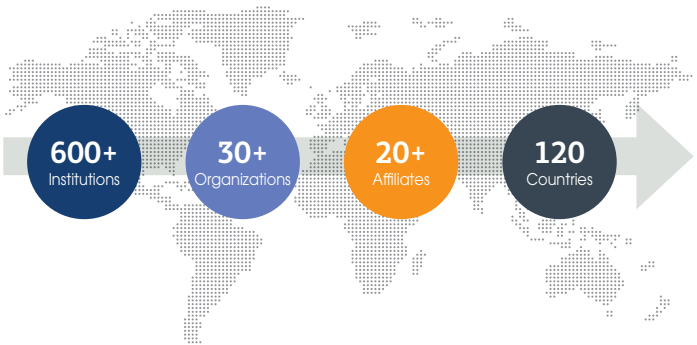 600+
Institutions
30+
Organizations
20+
Affiliates
120
Countries